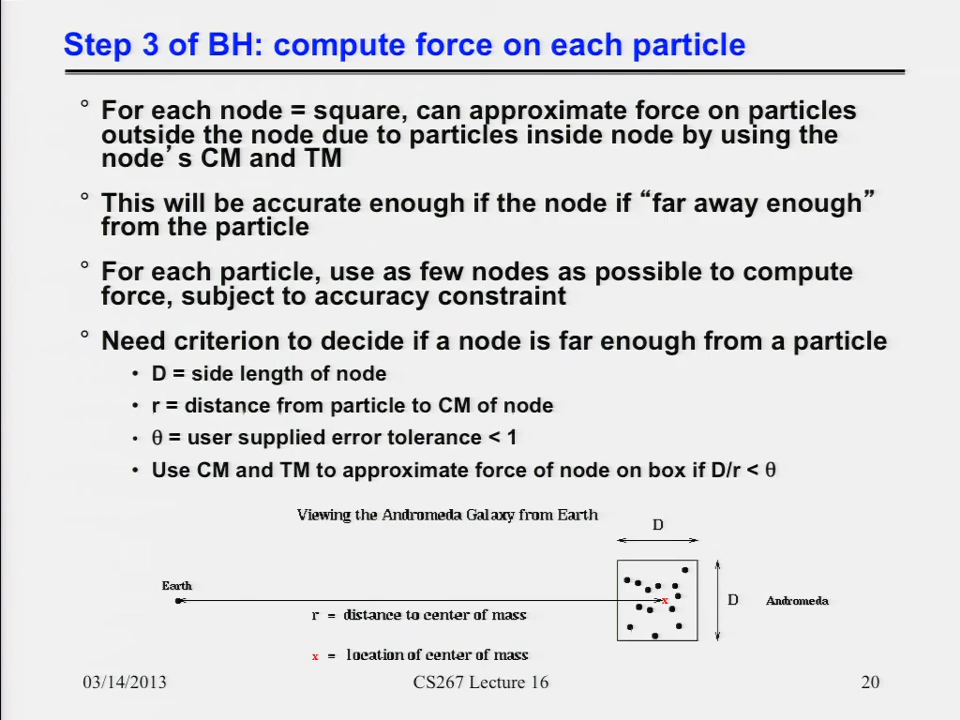 Step 3 of BH: compute force on each particle
° For each node = square, can approximate force on particles
outside the node due to particles inside node by using the
node’s CM and TM
° This will be accurate enough if the node if “far away enough”
from the particle
° For each particle, use as few nodes as possible to compute
force, subject to accuracy constraint
° Need criterion to decide if a node is far enough from a particle
• D = side length of node
• r = distance from particle to CM of node
• θ = user supplied error tolerance < 1
• Use CM and TM to approximate force of node on box if D/r < θ
Viewing the Andromeda Galaxy from Earth
D
Earth
x
D
Andromeda
r = distance to center of mass
x = location of center of mass
03/14/2013
CS267 Lecture 16
20